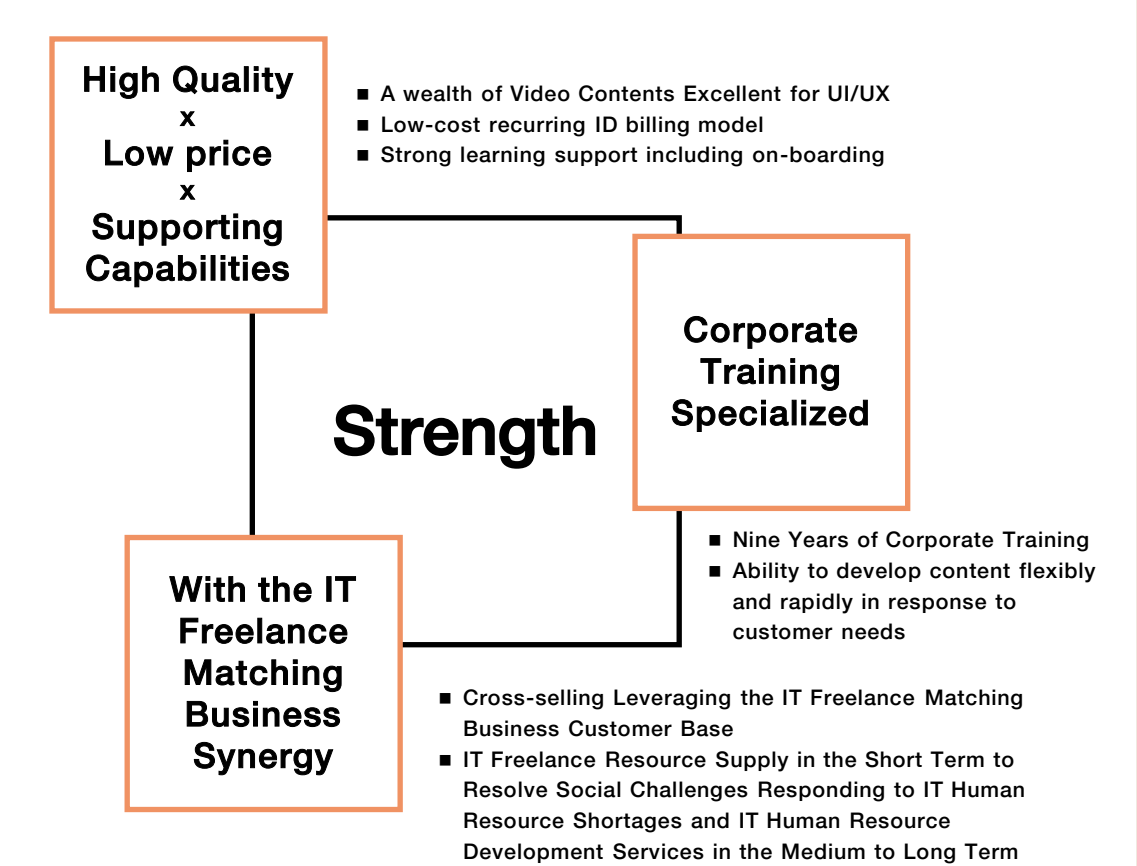 High Quality
x
Low price
x
Supporting
Capabilities
■ A wealth of Video Contents Excellent for UI/UX
■ Low-cost recurring ID billing model
■ Strong learning support including on-boarding
Corporate
Training
Specialized
Strength
■ Nine Years of Corporate Training
■ Ability to develop content flexibly
and rapidly in response to
customer needs
With the IT
Freelance
Matching
Business
Synergy
■ Cross-selling Leveraging the IT Freelance Matching
Business Customer Base
■ IT Freelance Resource Supply in the Short Term to
Resolve Social Challenges Responding to IT Human
Resource Shortages and IT Human Resource
Development Services in the Medium to Long Term